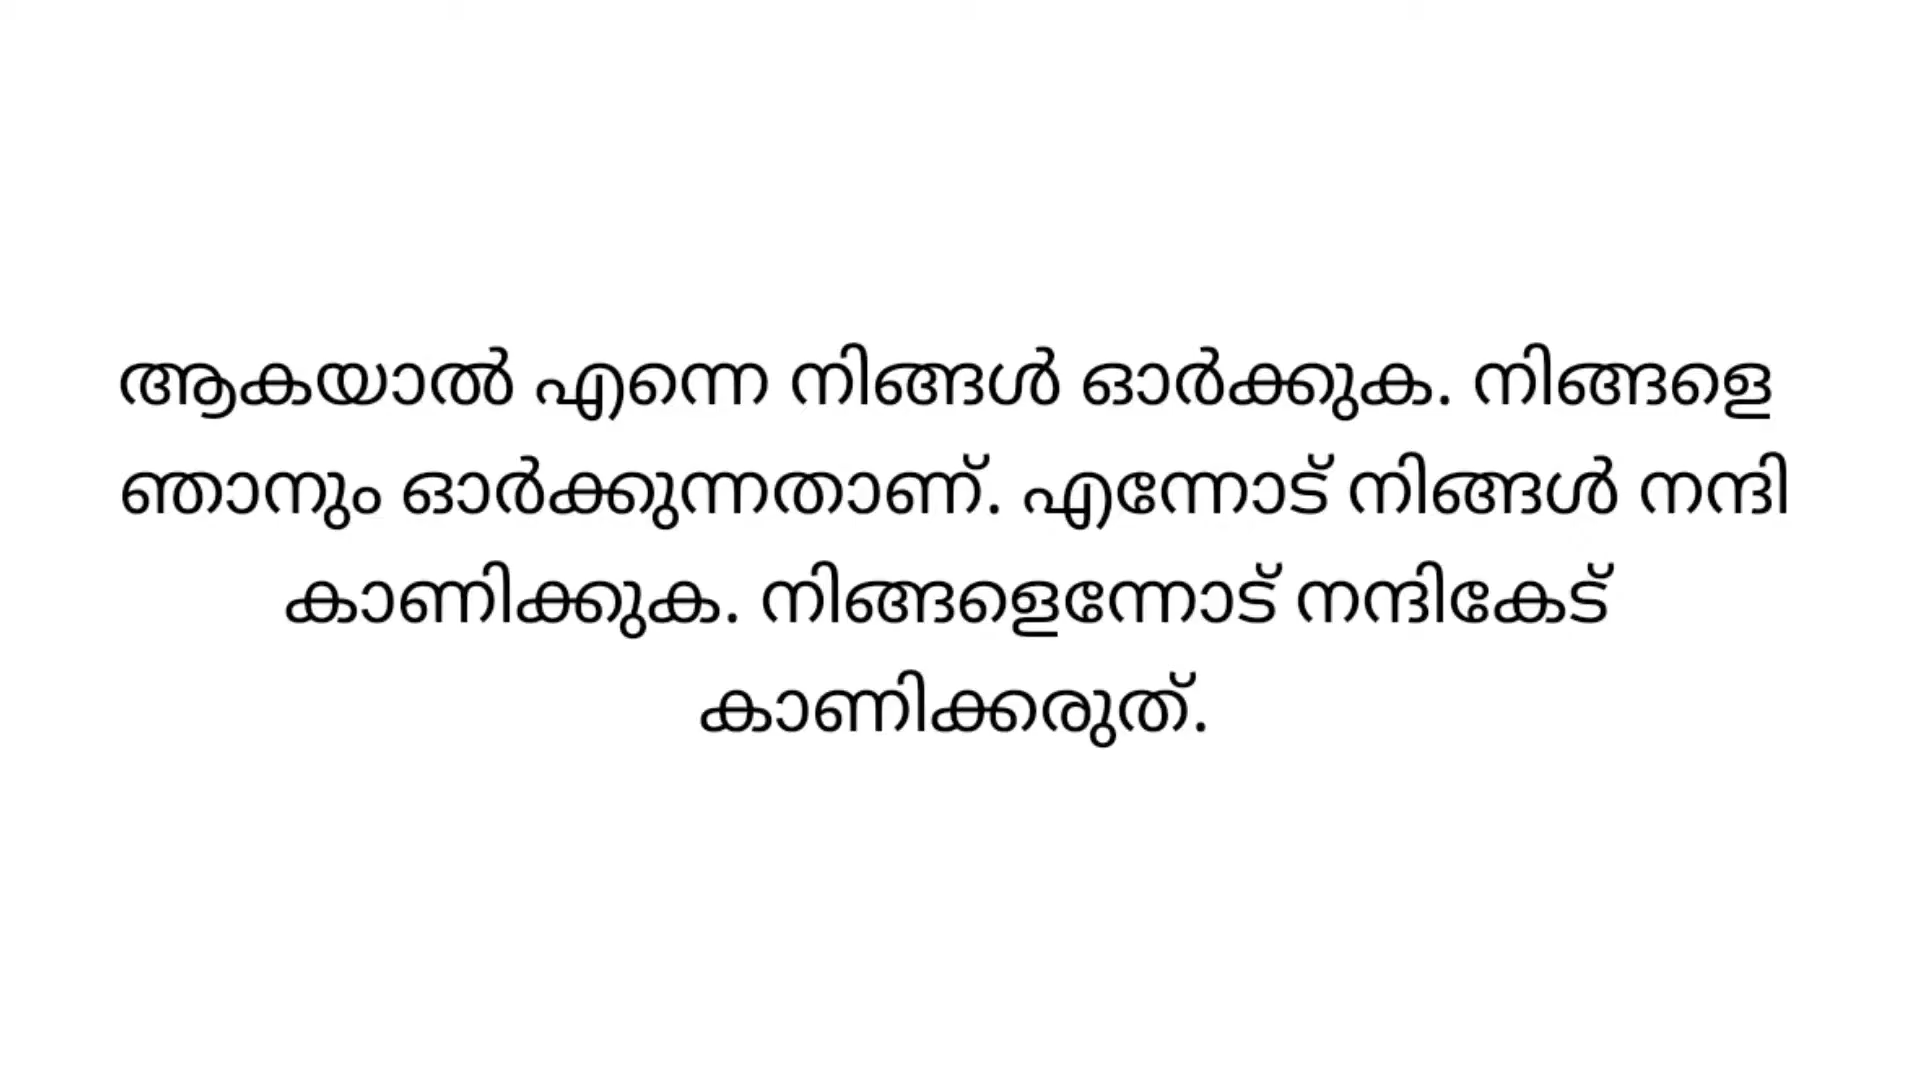 ആകയാൽ എന്നെ നിങ്ങൾ ഓർക്കുക. നിങ്ങളെ
ഞാനും ഓർക്കുന്നതാണ്. എന്നോട് നിങ്ങൾ നന്ദി
കാണിക്കുക. നിങ്ങളെന്നോട് നന്ദികേട്
കാണിക്കരുത്.